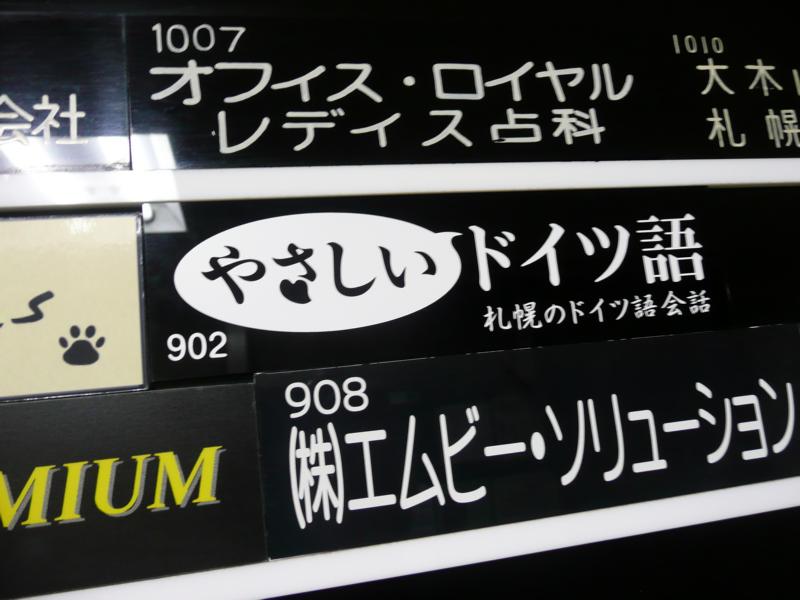 1007
オフィス・ロイヤル
レディス占科
1010
大本
札幌
会社
やさしいドイツ語
札幌のドイツ語会話
902
908
(株)エムビー・ソリューション
MIUM